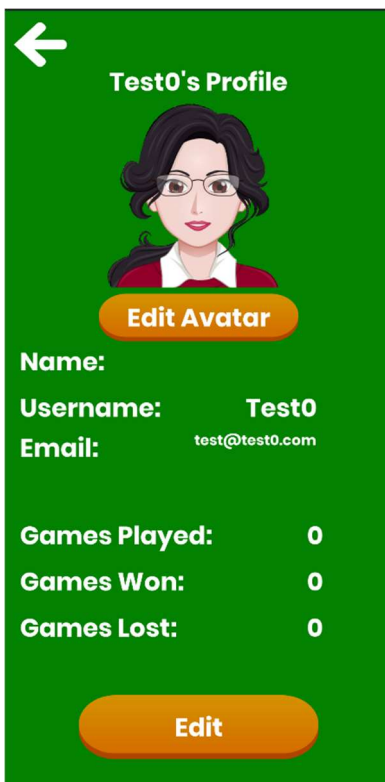 Test0's Profile
Edit Avatar
Name:
Username: Test0
Email: test@test0.com
Games Played: 0
Games Won: 0
Games Lost: 0
Edit